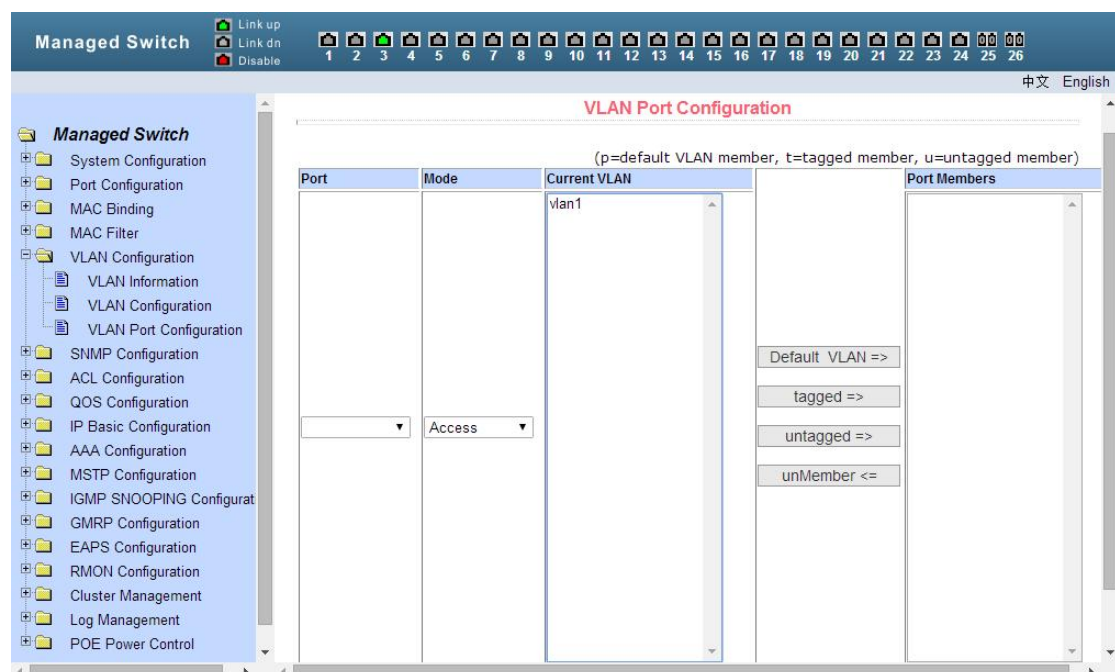 Managed Switch
Link up
Link dn
Disable
1 2 3 4 5 6 7 8 9 10 11 12 13 14 15 16 17 18 19 20 21 22 23 24 25 26
中文 English
Managed Switch
System Configuration
Port Configuration
MAC Binding
MAC Filter
VLAN Configuration
VLAN Information
VLAN Configuration
VLAN Port Configuration
SNMP Configuration
ACL Configuration
QOS Configuration
IP Basic Configuration
AAA Configuration
MSTP Configuration
IGMP SNOOPING Configurat
GMRP Configuration
EAPS Configuration
RMON Configuration
Cluster Management
Log Management
POE Power Control
VLAN Port Configuration
(p=default VLAN member, t=tagged member, u=untagged member)
Port Mode Current VLAN Port Members
vlan1
Access
Default VLAN =>
tagged =>
untagged =>
unMember <=